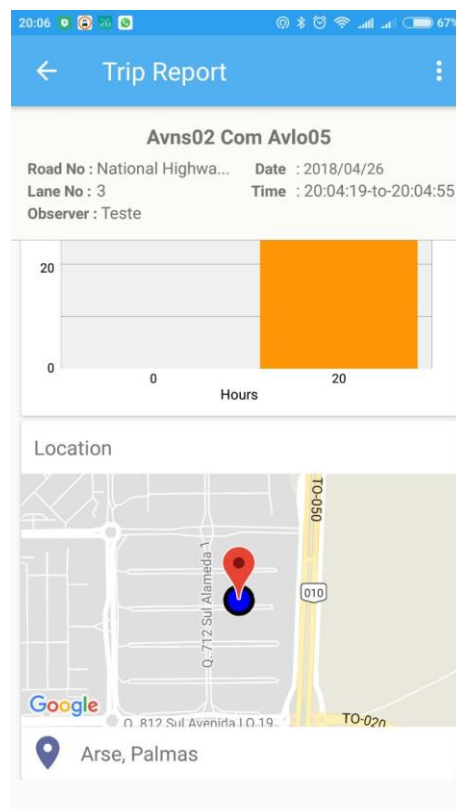 20:06 26 67%
Trip Report
Avns02 Com Avlo05
Road No : National Highwa... Date : 2018/04/26
Lane No : 3 Time : 20:04:19-to-20:04:55
Observer : Teste
20
0
0 20
Hours
Location
TO-050
Q. 712 Sul Alameda 1
010
Google
Q. 812 Sul Avenida LO 19
TO-020
Arse, Palmas